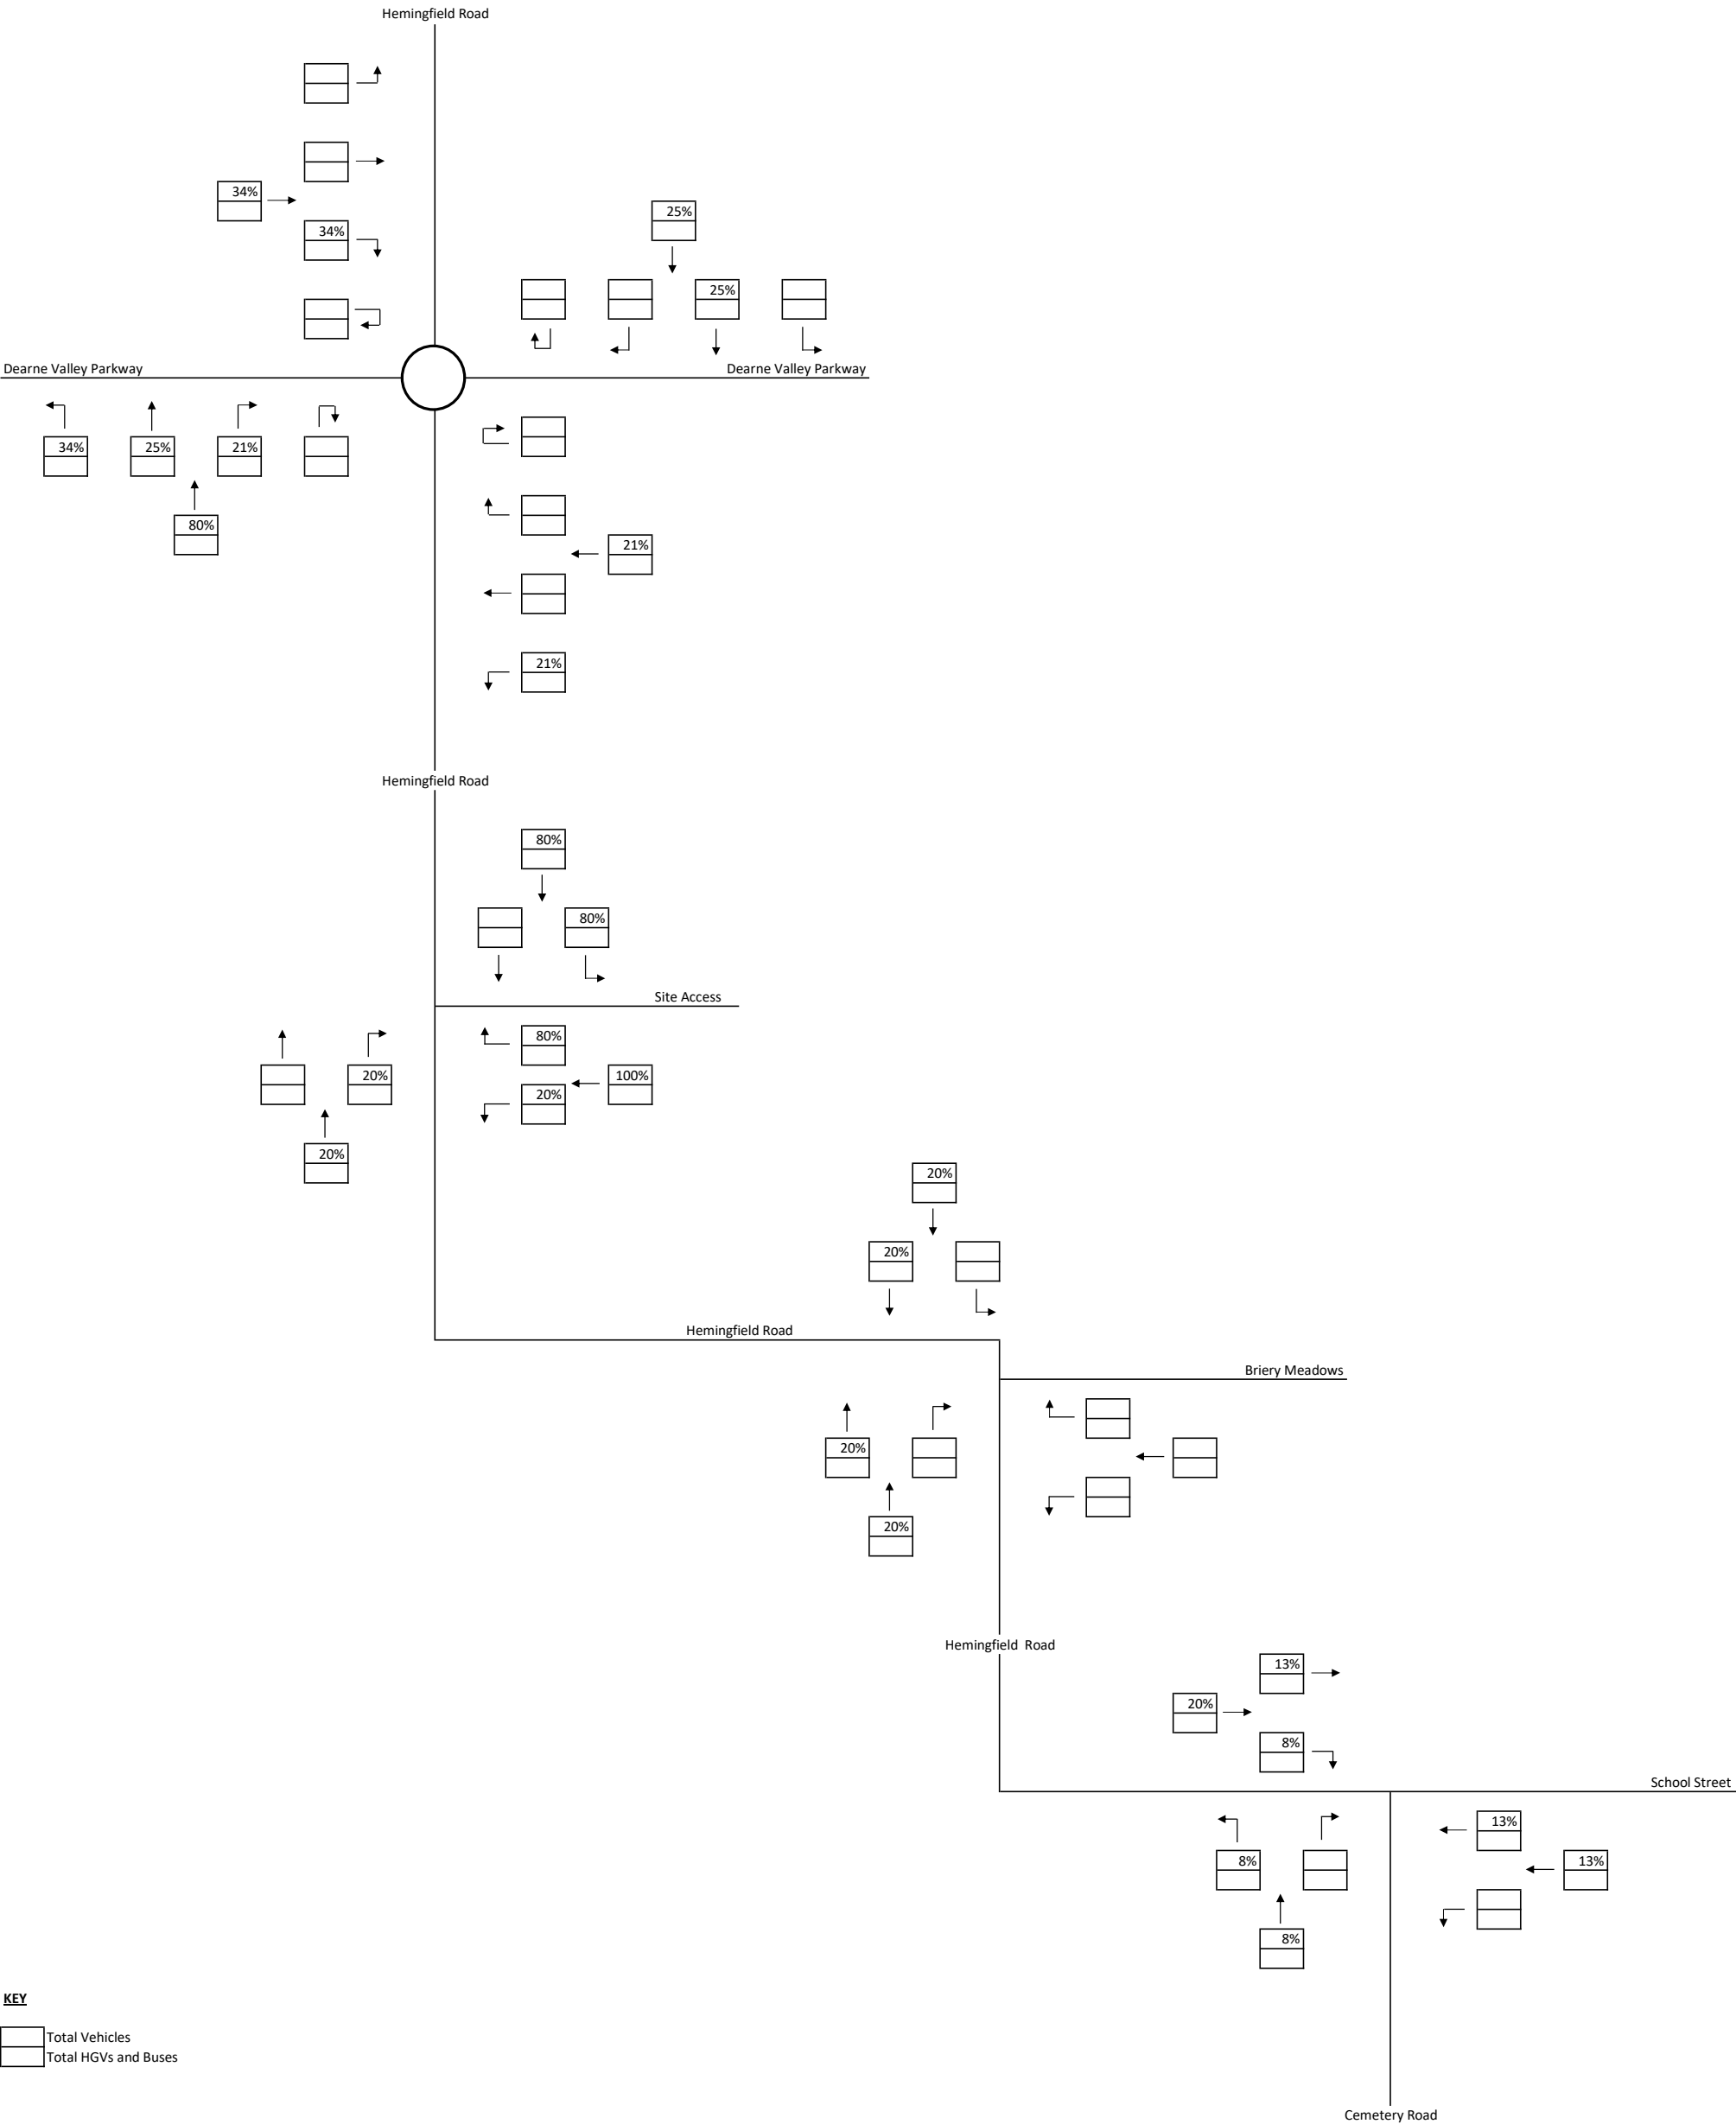 Hemingfield Road
34%
25%
34%
25%
Dearne Valley Parkway
Dearne Valley Parkway
34%
25%
21%
80%
21%
21%
Hemingfield Road
80%
80%
Site Access
80%
20%
100%
20%
20%
20%
20%
Hemingfield Road
Briery Meadows
20%
20%
Hemingfield  Road
13%
20%
8%
School Street
13%
8%
13%
8%
KEY
Total Vehicles
Total HGVs and Buses
Cemetery Road